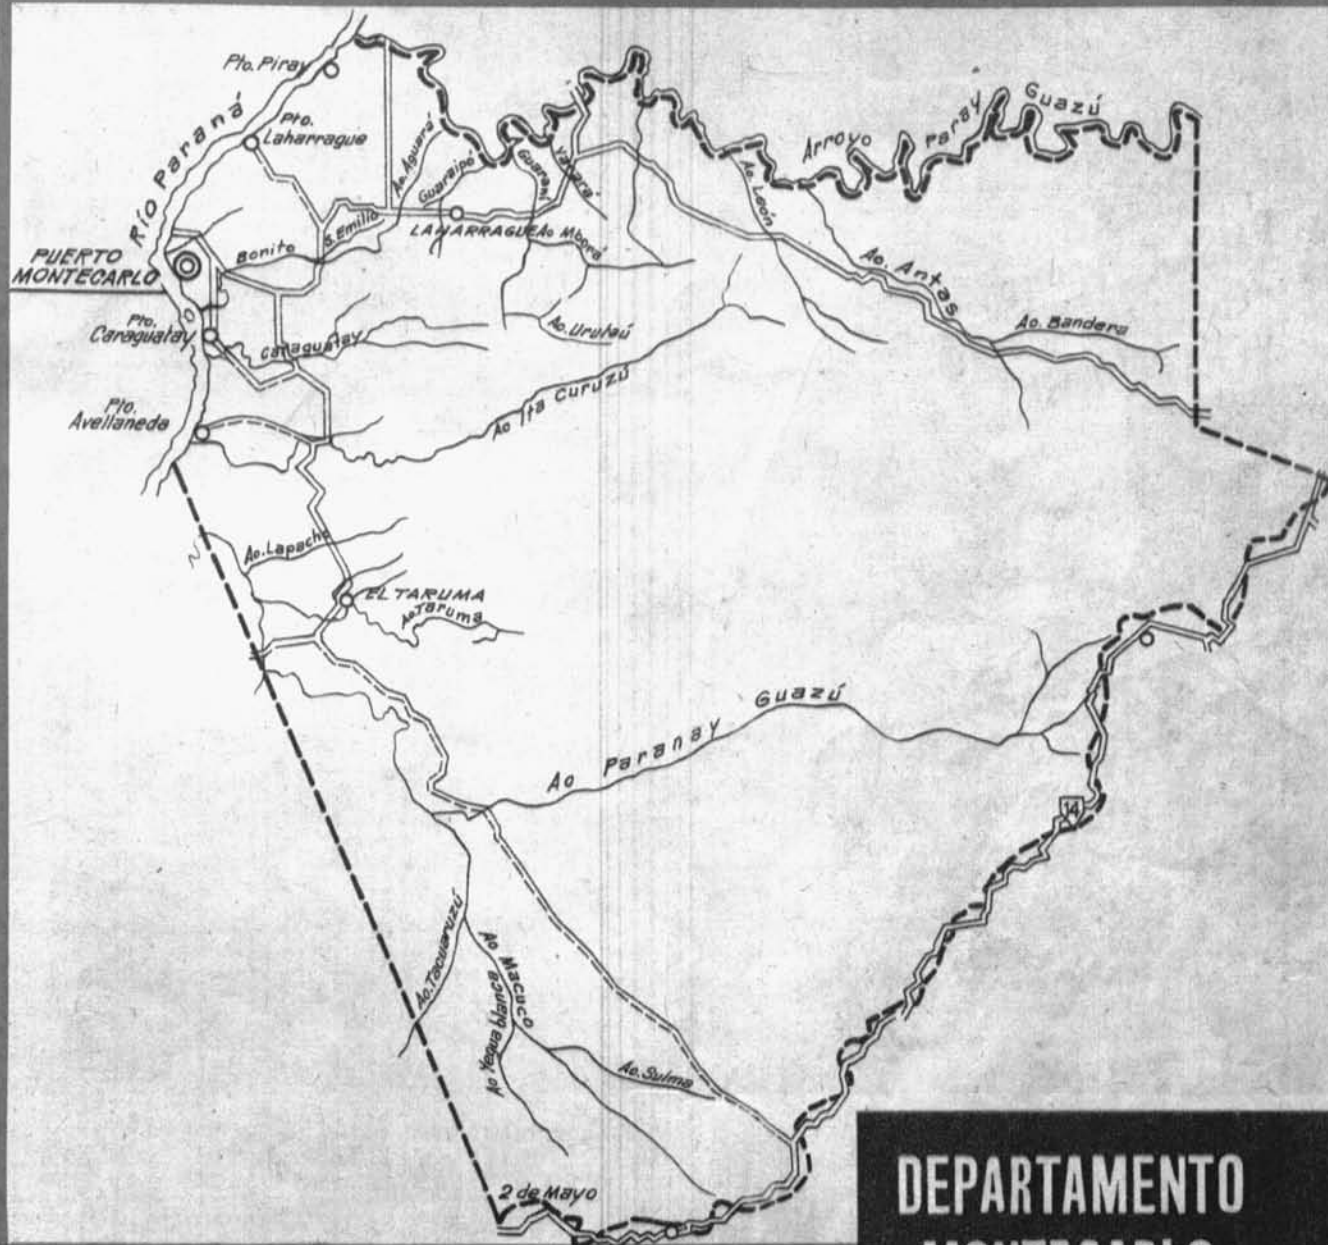 Pto. Piray
Pto.
Laharrague
Río Paraná
PUERTO
MONTECARLO
Pto.
Caraguatay
Pto.
Avellaneda
Bonito
S. Emilio
Ao. Aguará
Guaraipo
Guaraní
Yacará
LAHARRAGUE
Ao Mborá
Arroyo Paray Guazú
Ao. León
Ao. Antas
Ao. Bandera
Caraguatay
Ao. Urutaú
Ao Ita Curuzú
Ao. Lapacho
EL TARUMA
Ao Taruma
Ao Paranay Guazú
14
Ao. Tacuaruzú
Ao Macuco
Ao Yegua blanca
Ao. Sulma
2 de Mayo
DEPARTAMENTO
MONTECARLO